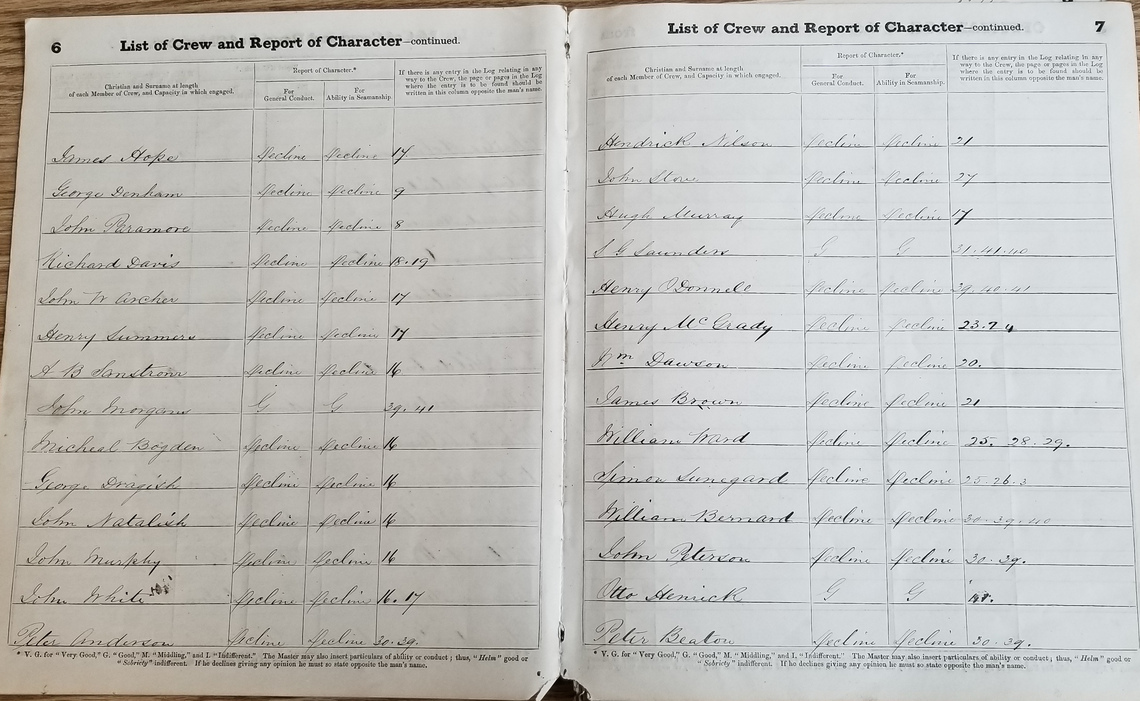 6 List of Crew and Report of Character—continued.
Christian and Surname at length
of each Member of Crew, and Capacity in which engaged.
Report of Character.*
For
General Conduct.
For
Ability in Seamanship.
If there is any entry in the Log relating in any
way to the Crew, the page or pages in the Log
where the entry is to be found should be
written in this column opposite the man's name.
James Hope Decline Decline 17
George Denham Decline Decline 9
John Paramore Decline Decline 8
Richard Davis Decline Decline 18.19
John W Archer Decline Decline 17
Henry Summers Decline Decline 17
A B Sanstrom Decline Decline 16
John Morgans G G 39.41
Micheal Bogden Decline Decline 16
George Dragish Decline Decline 16
John Natalish Decline Decline 16
John Murphy Decline Decline 16
John White Decline Decline 16.17
Peter Anderson Decline Decline 30.39.
* V. G. for "Very Good," G. "Good," M. "Middling," and I. "Indifferent." The Master may also insert particulars of ability or conduct; thus, "Helm" good or
"Sobriety" indifferent. If he declines giving any opinion he must so state opposite the man's name.
List of Crew and Report of Character—continued. 7
Christian and Surname at length
of each Member of Crew, and Capacity in which engaged.
Report of Character.*
For
General Conduct.
For
Ability in Seamanship.
If there is any entry in the Log relating in any
way to the Crew, the page or pages in the Log
where the entry is to be found should be
written in this column opposite the man's name.
Hendrick Nilson Decline Decline 21
John Stove Decline Decline 27
Hugh Murray Decline Decline 17
S G Saunders G G 31.41.40
Henry O'Donnell Decline Decline 39.40.41
Henry McGrady Decline Decline 23.
Wm Dawson Decline Decline 20.
James Brown Decline Decline 21
William Ward Decline Decline 25. 28. 29.
Simon Decline Decline 25.26.3
William Bernard Decline Decline 30.39.40
John Peterson Decline Decline 30.39.
Otto Henrick G G
Peter Beaton Decline Decline 30.39.
* V. G. for "Very Good," G. "Good," M. "Middling," and I, "Indifferent." The Master may also insert particulars of ability or conduct; thus, "Helm" good or
"Sobriety" indifferent. If he declines giving any opinion he must so state opposite the man's name.